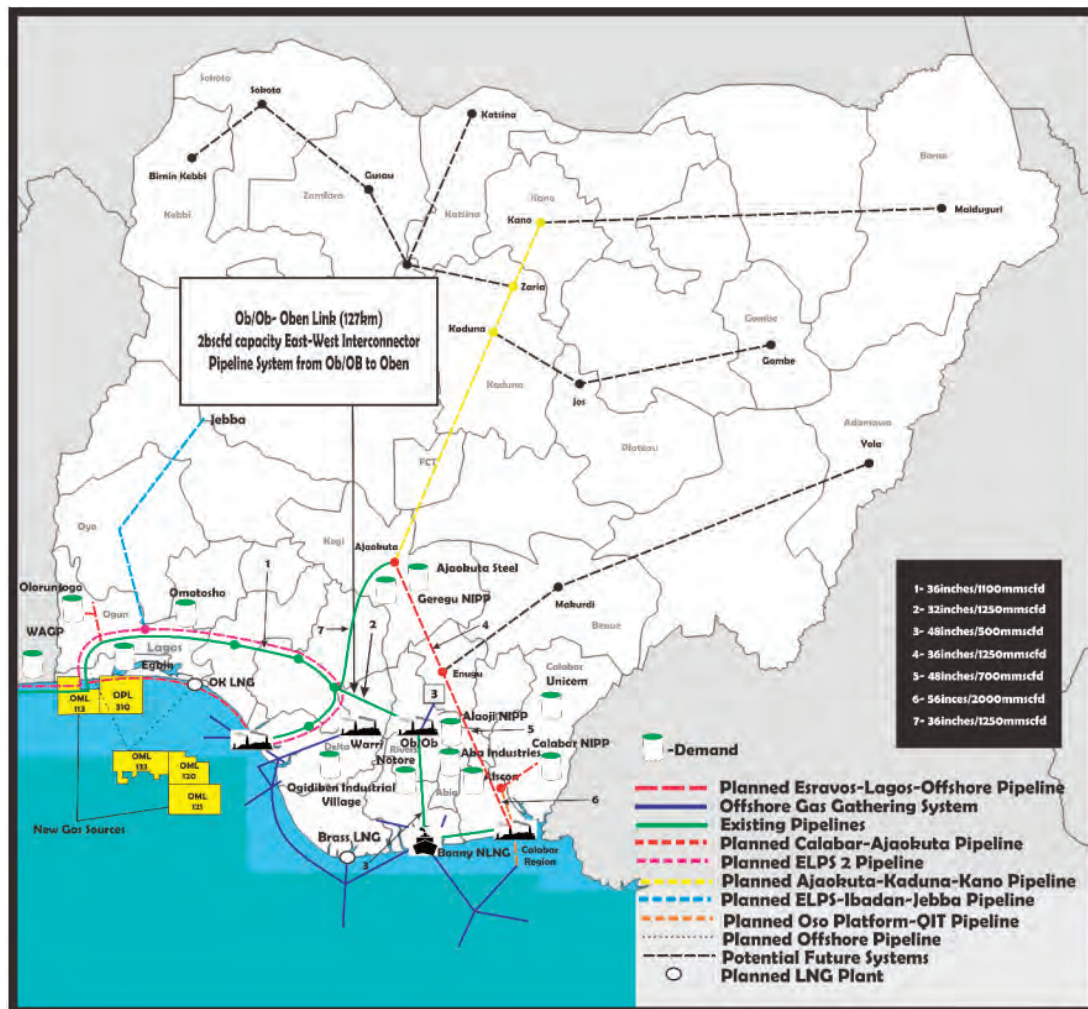 Sokoto
Sokoto
Katsina
Birnin Kebbi
Kebbi
Gusau
Zamfara
Katsina
Kano
Kano
Borno
Maiduguri
Zaria
Kaduna
Kaduna
Gombe
Gombe
Jos
Plateau
Adamawa
Yola
Ob/Ob- Oben Link (127km)
2bscfd capacity East-West Interconnector
Pipeline System from Ob/OB to Oben
Jebba
FCT
Oyo
Kogi
Ajaokuta
Ajaokuta Steel
Geregu NIPP
1
Olorunjogo
Omotosho
Ogun
WAGP
Lagos
Egbin
OK LNG
7
2
4
Makurdi
Benue
Enugu
3
Calabar
Unicem
OML
113
OPL
310
Delta
Warri
Ob/Ob
Rivers
Notore
Alaoji NIPP
5
Aba Industries
Calabar NIPP
Alscon
Abia
6
Ogidiben Industrial
Village
OML
133
OML
120
OML
121
New Gas Sources
Brass LNG
3
Bonny NLNG
Calabar
Region
1- 36inches/1100mmscfd
2- 32inches/1250mmscfd
3- 48inches/500mmscfd
4- 36inches/1250mmscfd
5- 48inches/700mmscfd
6- 56inces/2000mmscfd
7- 36inches/1250mmscfd
-Demand
Planned Esravos-Lagos-Offshore Pipeline
Offshore Gas Gathering System
Existing Pipelines
Planned Calabar-Ajaokuta Pipeline
Planned ELPS 2 Pipeline
Planned Ajaokuta-Kaduna-Kano Pipeline
Planned ELPS-Ibadan-Jebba Pipeline
Planned Oso Platform-QIT Pipeline
Planned Offshore Pipeline
Potential Future Systems
Planned LNG Plant